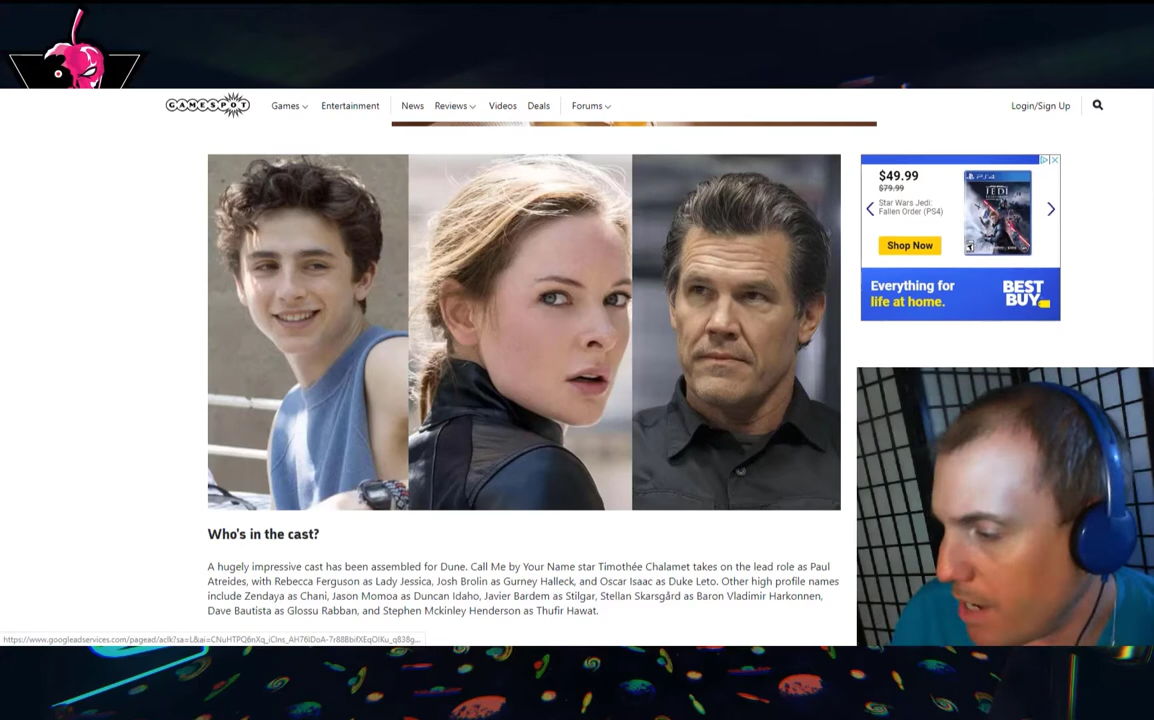 GAMESPOT
Games Entertainment News Reviews Videos Deals Forums Login/Sign Up
$49.99
$79.99
Star Wars Jedi:
Fallen Order (PS4)
Shop Now
PS4
JEDI
Everything for
life at home.
BEST
BUY
Who's in the cast?
A hugely impressive cast has been assembled for Dune. Call Me by Your Name star Timothée Chalamet takes on the lead role as Paul
Atreides, with Rebecca Ferguson as Lady Jessica, Josh Brolin as Gurney Halleck, and Oscar Isaac as Duke Leto. Other high profile names
include Zendaya as Chani, Jason Momoa as Duncan Idaho, Javier Bardem as Stilgar, Stellan Skarsgård as Baron Vladimir Harkonnen,
Dave Bautista as Glossu Rabban, and Stephen Mckinley Henderson as Thufir Hawat.